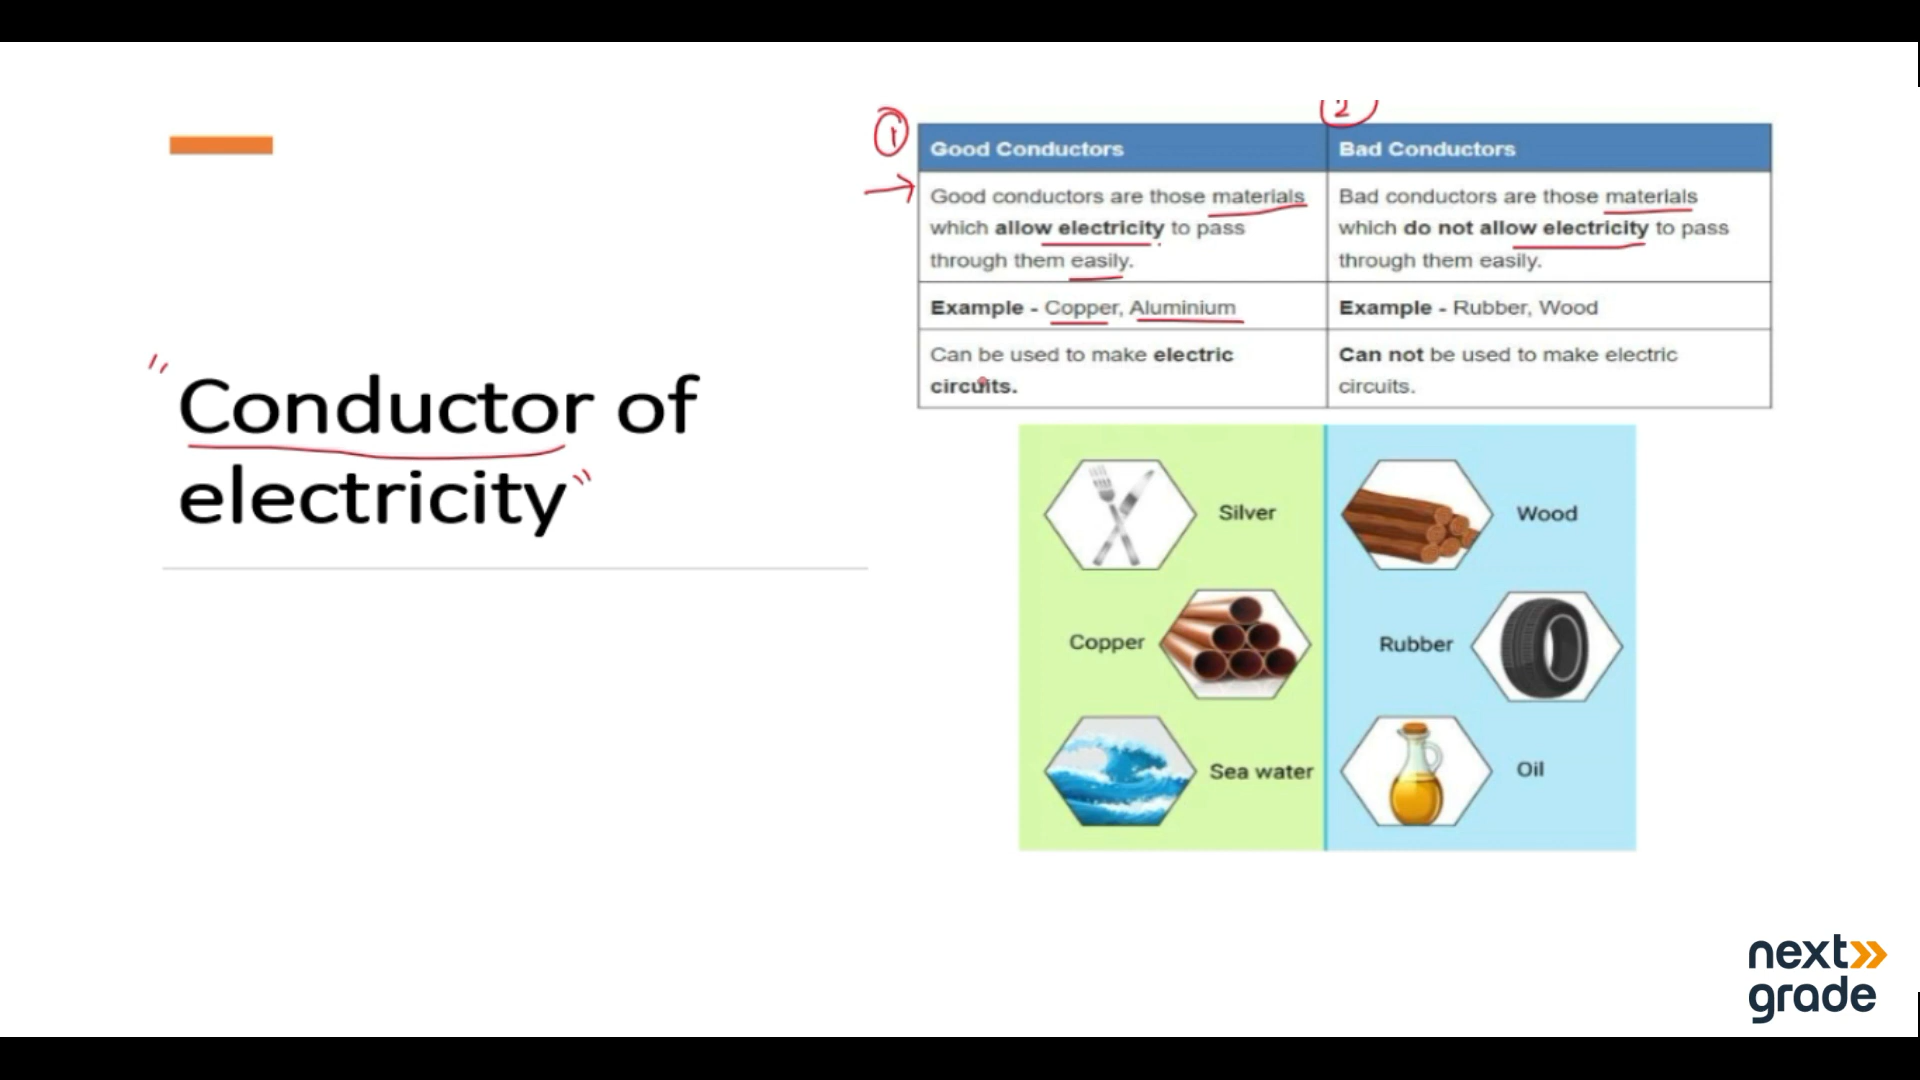 Conductor of
electricity
1
2
Good Conductors
Bad Conductors
Good conductors are those materials
which allow electricity to pass
through them easily.
Bad conductors are those materials
which do not allow electricity to pass
through them easily.
Example - Copper, Aluminium
Example - Rubber, Wood
Can be used to make electric
circuits.
Can not be used to make electric
circuits.
Silver
Wood
Copper
Rubber
Sea water
Oil
next
grade